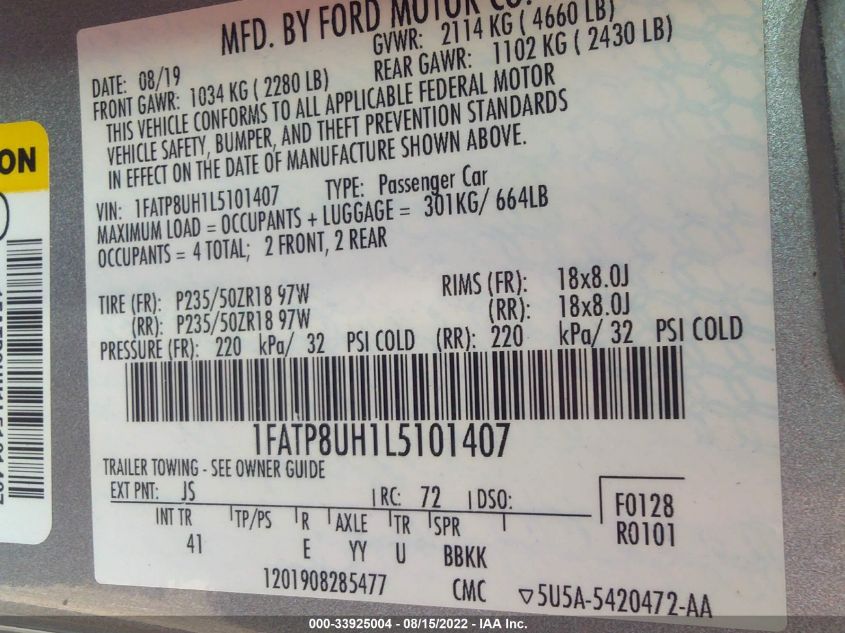 MFD. BY FORD MOTOR CO.
DATE: 08/19 GVWR: 2114 KG ( 4660 LB)
FRONT GAWR: 1034 KG ( 2280 LB) REAR GAWR: 1102 KG ( 2430 LB)
THIS VEHICLE CONFORMS TO ALL APPLICABLE FEDERAL MOTOR
VEHICLE SAFETY, BUMPER, AND THEFT PREVENTION STANDARDS
IN EFFECT ON THE DATE OF MANUFACTURE SHOWN ABOVE.
VIN: 1FATP8UH1L5101407 TYPE: Passenger Car
MAXIMUM LOAD = OCCUPANTS + LUGGAGE = 301KG/ 664LB
OCCUPANTS = 4 TOTAL; 2 FRONT, 2 REAR
TIRE (FR): P235/50ZR18 97W RIMS (FR): 18x8.0J
(RR): P235/50ZR18 97W (RR): 18x8.0J
PRESSURE (FR): 220 kPa/ 32 PSI COLD (RR): 220 kPa/ 32 PSI COLD
1FATP8UH1L5101407
TRAILER TOWING - SEE OWNER GUIDE
EXT PNT: JS RC: 72 DSO:
F0128
R0101
INT TR TP/PS R AXLE TR SPR
41 E YY U BBKK
1201908285477 CMC ▽5U5A-5420472-AA
ON
000-33925004 - 08/15/2022 - IAA Inc.